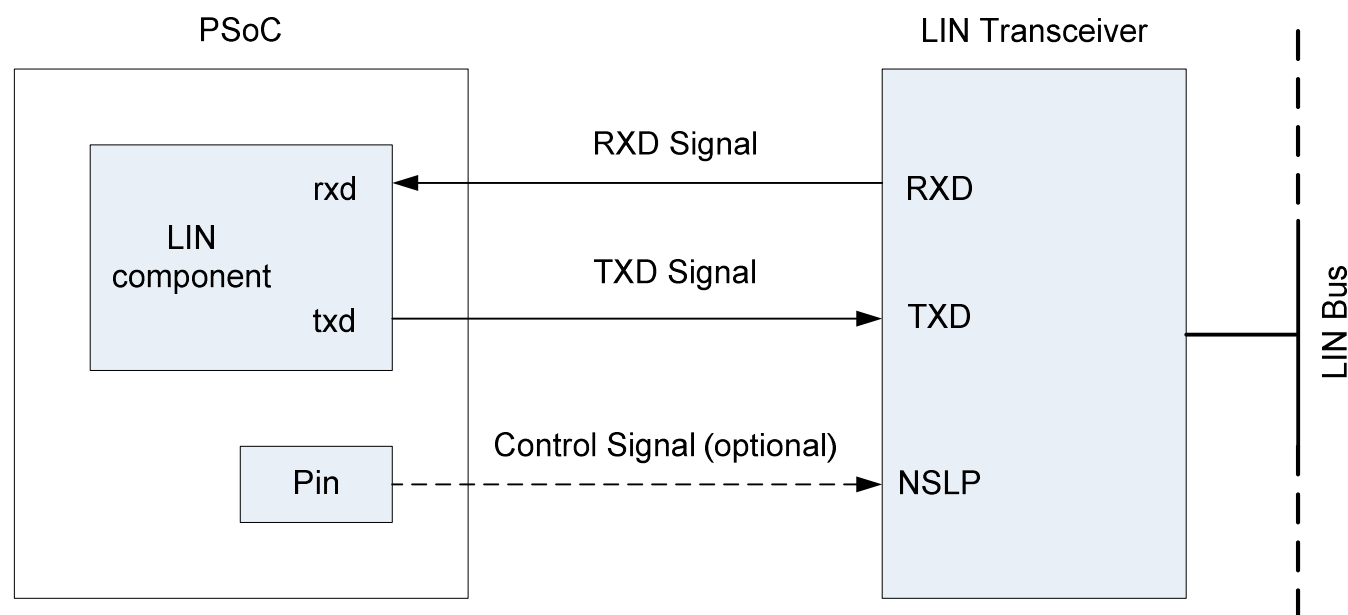 PSoC
LIN Transceiver
RXD Signal
rxd
RXD
LIN
component
TXD Signal
txd
TXD
LIN Bus
Control Signal (optional)
Pin
NSLP